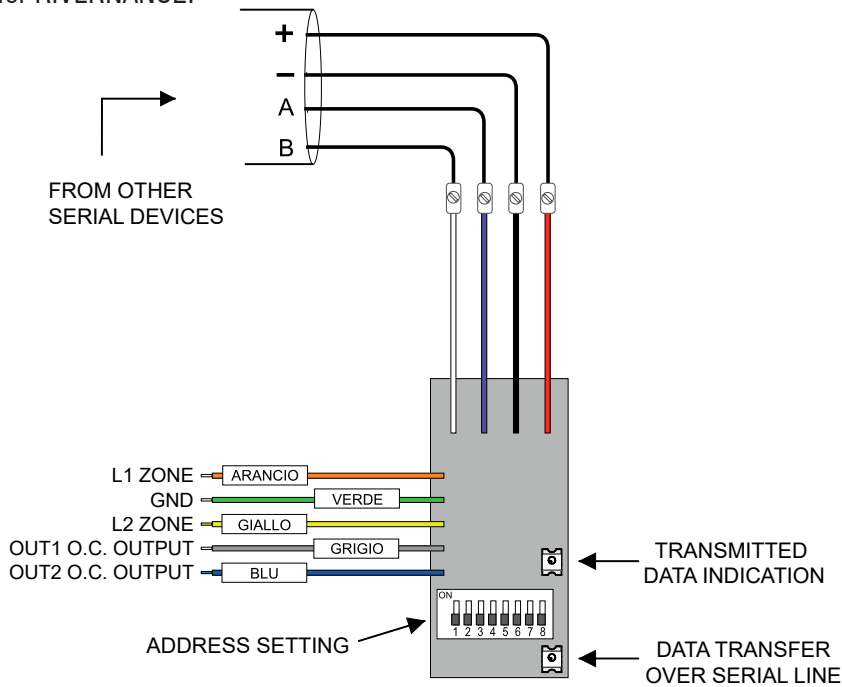 +
−
A
B
FROM OTHER
SERIAL DEVICES
L1 ZONE ARANCIO
GND VERDE
L2 ZONE GIALLO
OUT1 O.C. OUTPUT GRIGIO
OUT2 O.C. OUTPUT BLU
TRANSMITTED
DATA INDICATION
ON
1 2 3 4 5 6 7 8
ADDRESS SETTING
DATA TRANSFER
OVER SERIAL LINE